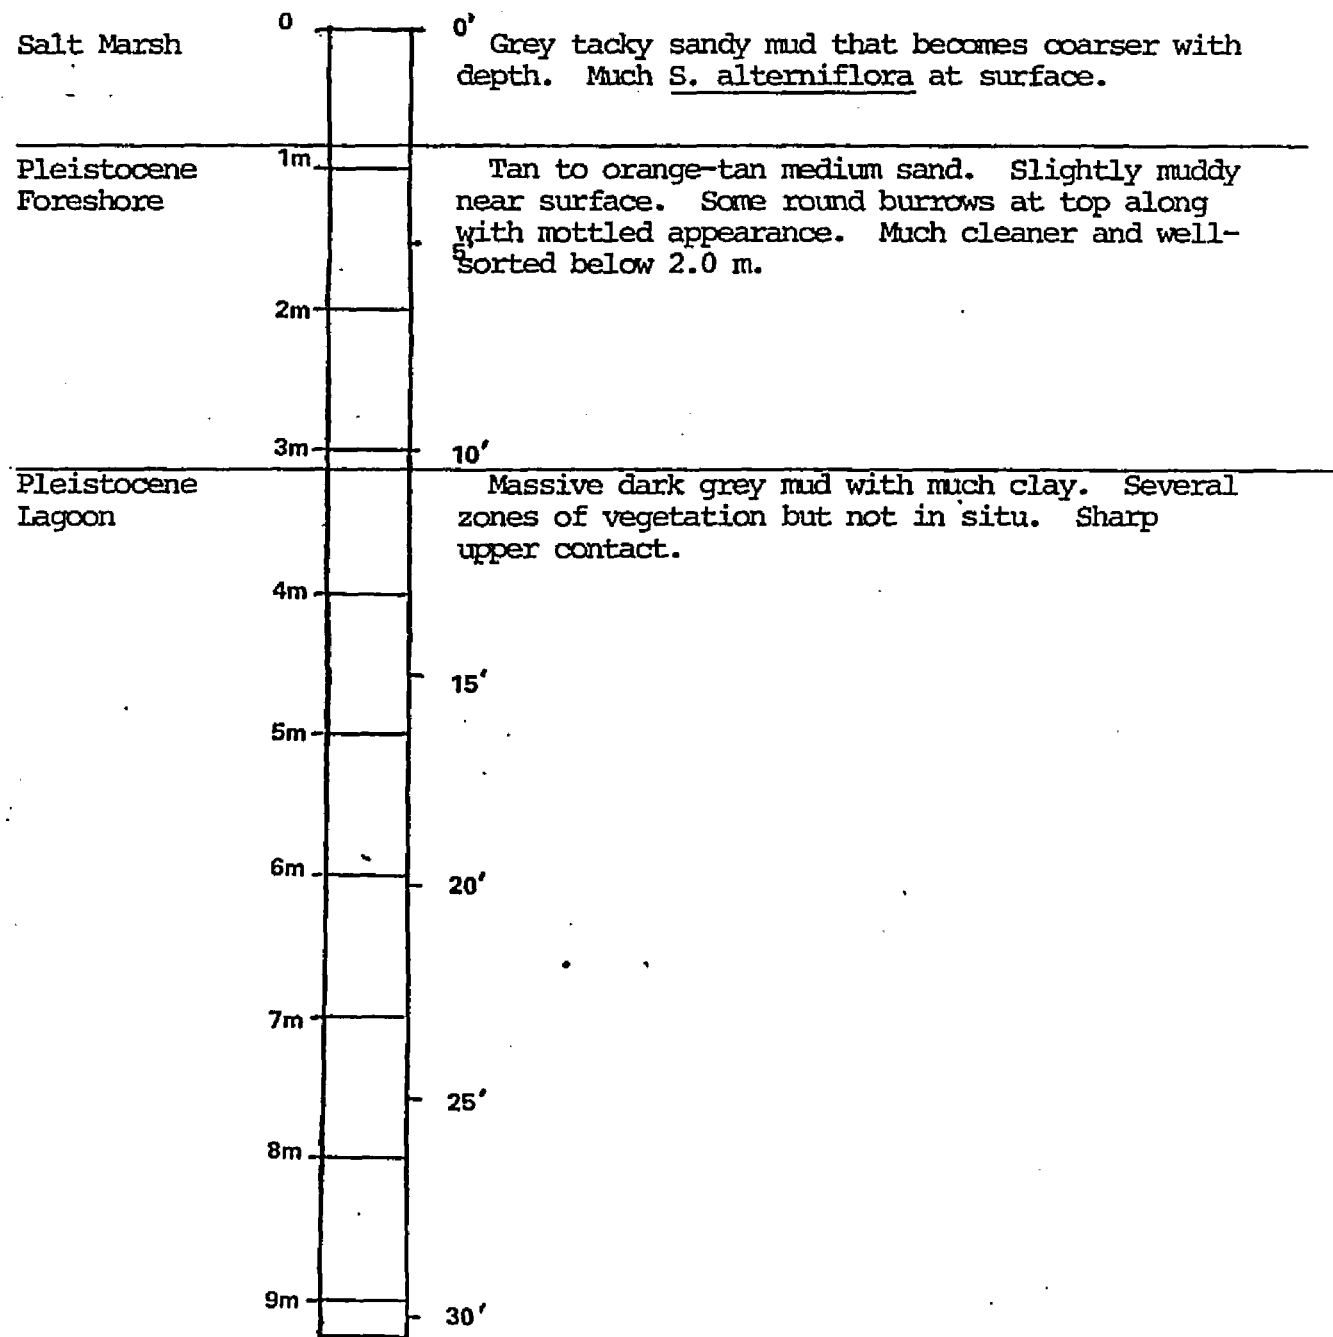 0 0'
Salt Marsh
Grey tacky sandy mud that becomes coarser with
depth. Much S. alterniflora at surface.
1m
Pleistocene
Foreshore
Tan to orange-tan medium sand. Slightly muddy
near surface. Some round burrows at top along
with mottled appearance. Much cleaner and well-
5'
sorted below 2.0 m.
2m
3m 10'
Pleistocene
Lagoon
Massive dark grey mud with much clay. Several
zones of vegetation but not in situ. Sharp
upper contact.
4m
15'
5m
6m
20'
7m
25'
8m
9m
30'